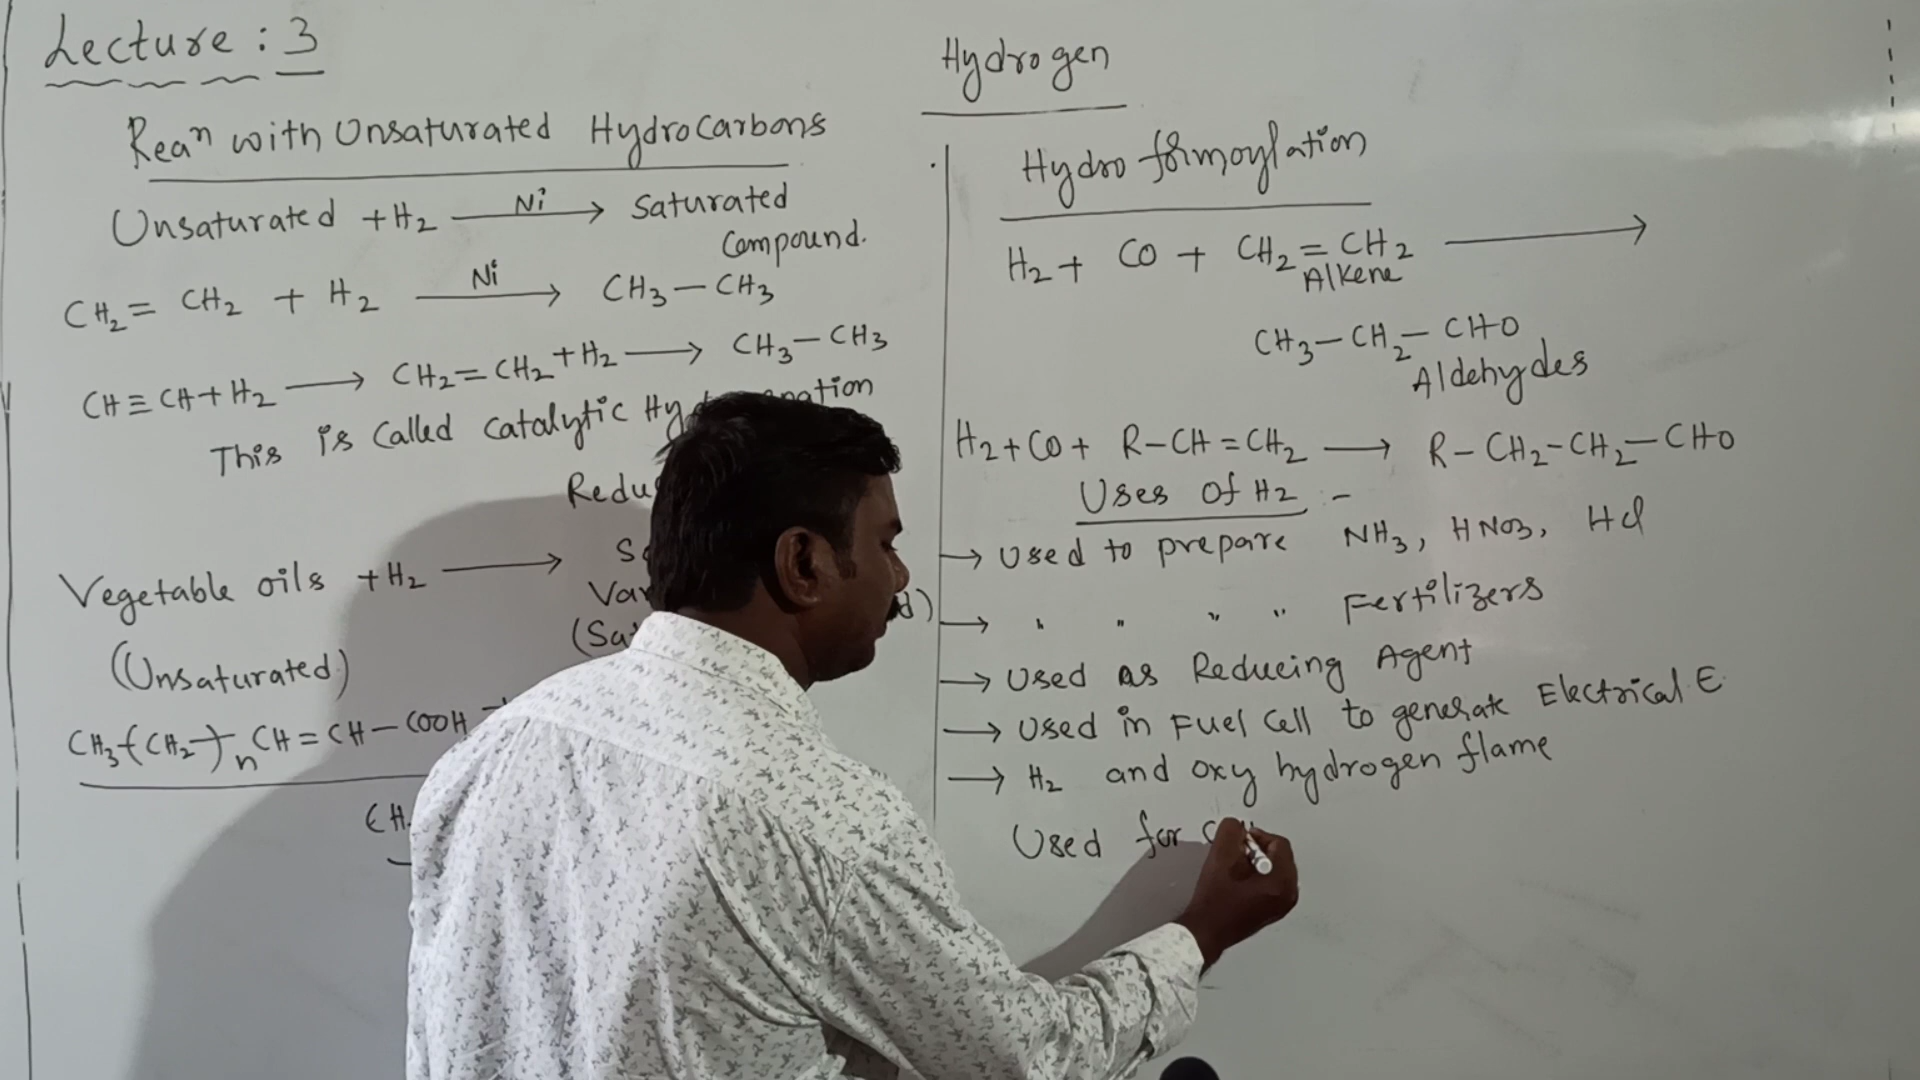 Lecture : 3
Reaⁿ with Unsaturated HydroCarbons
Unsaturated + H₂ —Ni→ Saturated
Compound.
CH₂ = CH₂ + H₂ —Ni→ CH₃ — CH₃
CH ≡ CH + H₂ → CH₂ = CH₂ + H₂ → CH₃ — CH₃
This is Called Catalytic
Vegetable oils + H₂ →
(Unsaturated)
CH₃-(CH₂)-ₙ CH = CH — COOH
Hydrogen
Hydro formoylation
H₂ + CO + CH₂ = CH₂ →
Alkene
CH₃ — CH₂ — CHO
Aldehydes
H₂ + CO + R — CH = CH₂ → R — CH₂ — CH₂ — CHO
Uses of H₂ : -
→ Used to prepare NH₃, HNO₃, HCl
→ " " " " Fertilizers
→ Used as Reducing Agent
→ Used in Fuel Cell to generate Electrical E
→ H₂ and oxy hydrogen flame
Used for